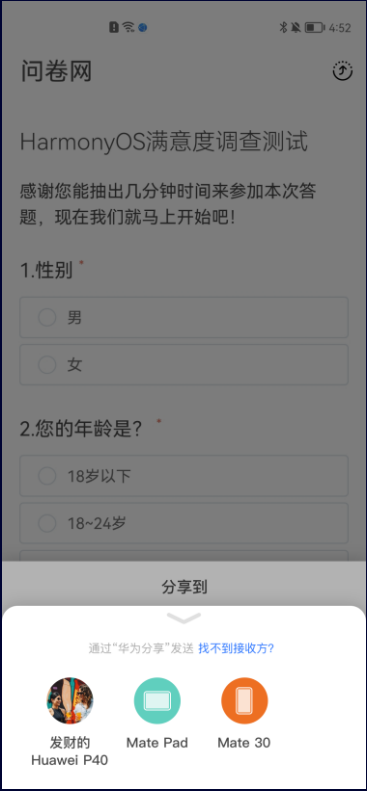 4:52
问卷网
HarmonyOS满意度调查测试
感谢您能抽出几分钟时间来参加本次答
题，现在我们就马上开始吧！
1.性别 *
男
女
2.您的年龄是？ *
18岁以下
18~24岁
分享到
通过“华为分享”发送 找不到接收方?
发财的
Huawei P40
Mate Pad
Mate 30